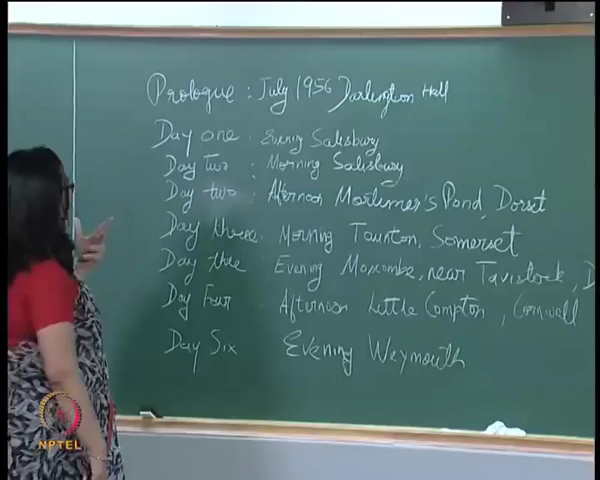 Prologue : July 1956 Darlington Hall
Day one . Evening Salisbury
Day Two : Morning Salisbury
Day two : Afternoon Mortimer's Pond, Dorset
Day three . Morning Taunton, Somerset
Day three . Evening Moscombe, near Tavistock, D
Day Four . Afternoon Little Compton , Cornwall
Day Six Evening Weymouth
NPTEL